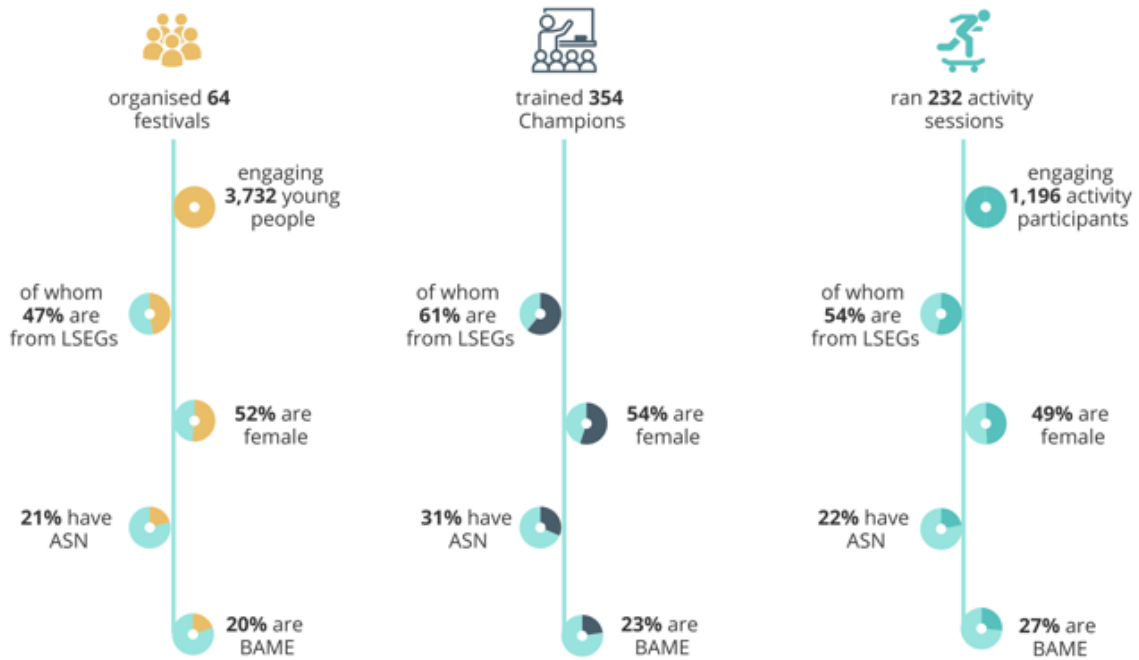 organised 64
festivals
engaging
3,732 young
people
of whom
47% are
from LSEGs
52% are
female
21% have
ASN
20% are
BAME
trained 354
Champions
of whom
61% are
from LSEGs
54% are
female
31% have
ASN
23% are
BAME
ran 232 activity
sessions
engaging
1,196 activity
participants
of whom
54% are
from LSEGs
49% are
female
22% have
ASN
27% are
BAME